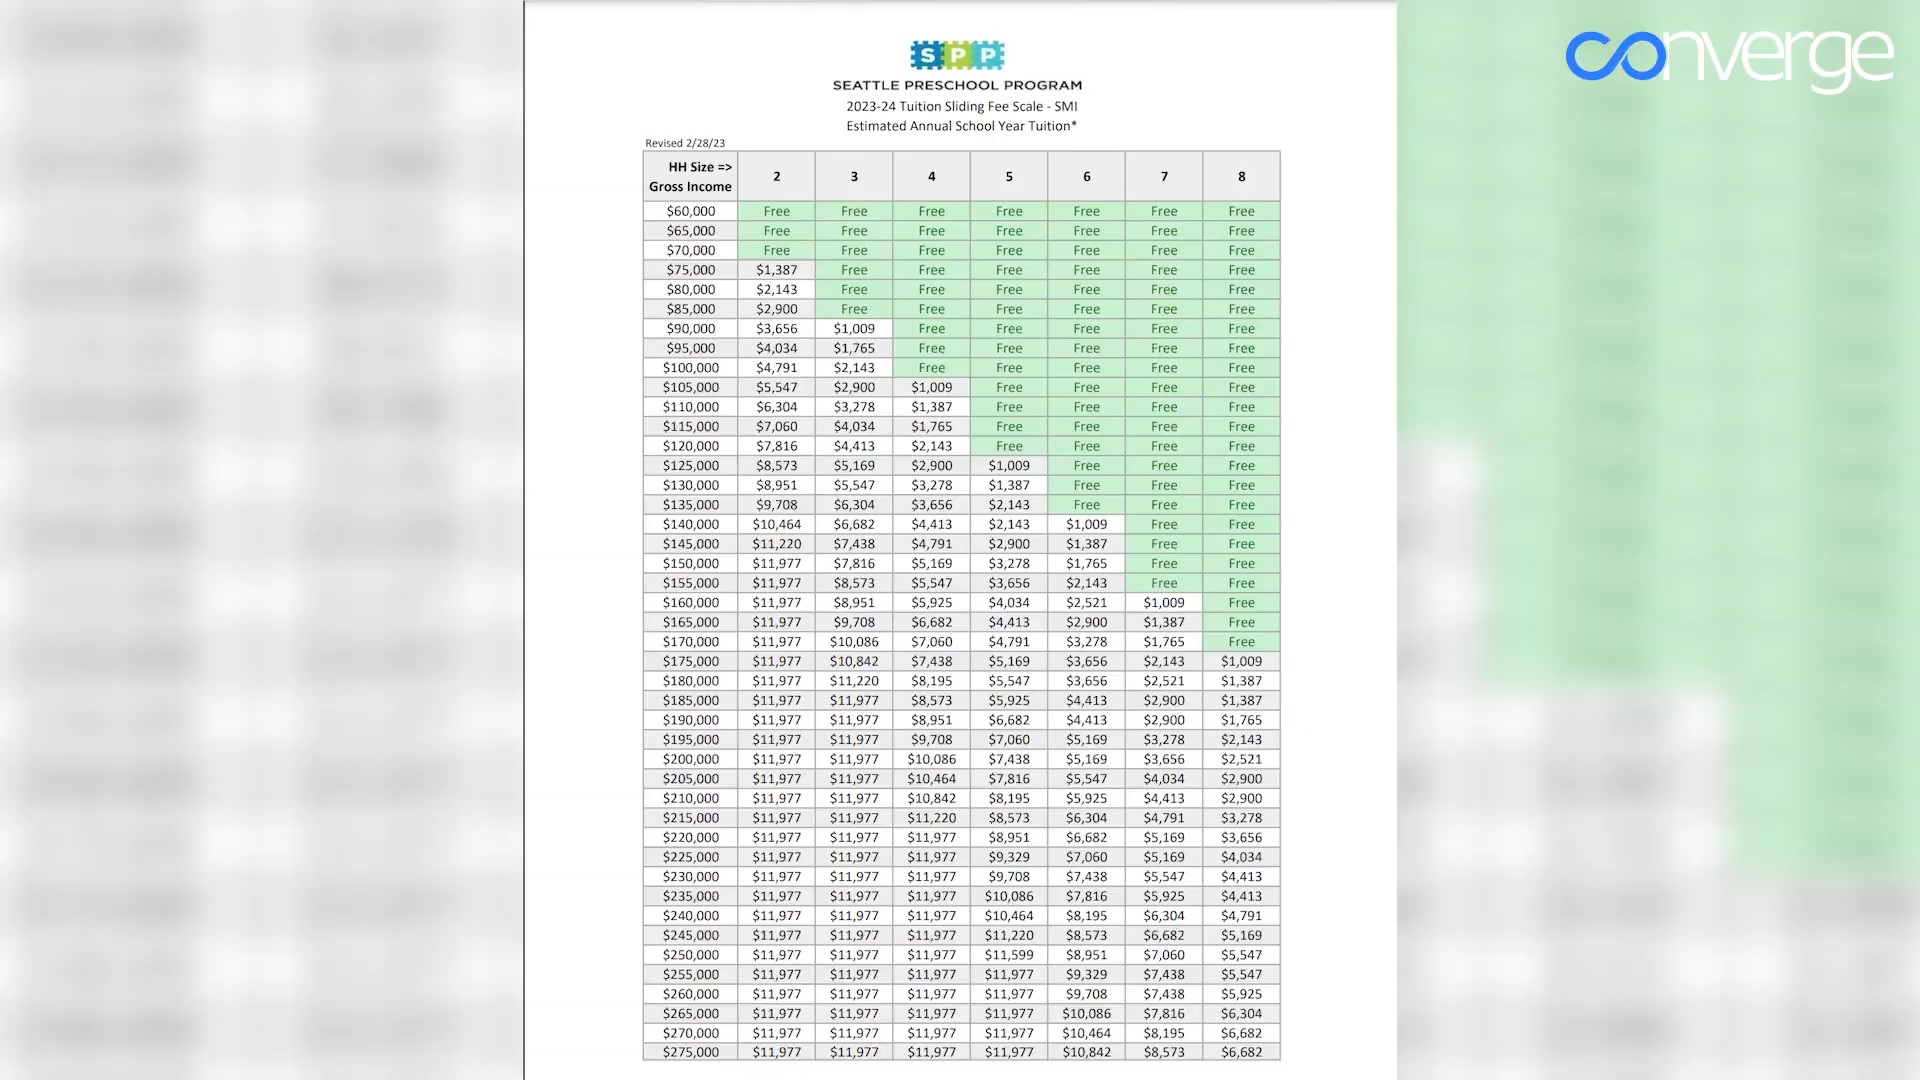 converge
SPP
SEATTLE PRESCHOOL PROGRAM
2023-24 Tuition Sliding Fee Scale - SMI
Estimated Annual School Year Tuition*
Revised 2/28/23
HH Size =>
Gross Income 2 3 4 5 6 7 8
$60,000 Free Free Free Free Free Free Free
$65,000 Free Free Free Free Free Free Free
$70,000 Free Free Free Free Free Free Free
$75,000 $1,387 Free Free Free Free Free Free
$80,000 $2,143 Free Free Free Free Free Free
$85,000 $2,900 Free Free Free Free Free Free
$90,000 $3,656 $1,009 Free Free Free Free Free
$95,000 $4,034 $1,765 Free Free Free Free Free
$100,000 $4,791 $2,143 Free Free Free Free Free
$105,000 $5,547 $2,900 $1,009 Free Free Free Free
$110,000 $6,304 $3,278 $1,387 Free Free Free Free
$115,000 $7,060 $4,034 $1,765 Free Free Free Free
$120,000 $7,816 $4,413 $2,143 Free Free Free Free
$125,000 $8,573 $5,169 $2,900 $1,009 Free Free Free
$130,000 $8,951 $5,547 $3,278 $1,387 Free Free Free
$135,000 $9,708 $6,304 $3,656 $2,143 Free Free Free
$140,000 $10,464 $6,682 $4,413 $2,143 $1,009 Free Free
$145,000 $11,220 $7,438 $4,791 $2,900 $1,387 Free Free
$150,000 $11,977 $7,816 $5,169 $3,278 $1,765 Free Free
$155,000 $11,977 $8,573 $5,547 $3,656 $2,143 Free Free
$160,000 $11,977 $8,951 $5,925 $4,034 $2,521 $1,009 Free
$165,000 $11,977 $9,708 $6,682 $4,413 $2,900 $1,387 Free
$170,000 $11,977 $10,086 $7,060 $4,791 $3,278 $1,765 Free
$175,000 $11,977 $10,842 $7,438 $5,169 $3,656 $2,143 $1,009
$180,000 $11,977 $11,220 $8,195 $5,547 $3,656 $2,521 $1,387
$185,000 $11,977 $11,977 $8,573 $5,925 $4,413 $2,900 $1,387
$190,000 $11,977 $11,977 $8,951 $6,682 $4,413 $2,900 $1,765
$195,000 $11,977 $11,977 $9,708 $7,060 $5,169 $3,278 $2,143
$200,000 $11,977 $11,977 $10,086 $7,438 $5,169 $3,656 $2,521
$205,000 $11,977 $11,977 $10,464 $7,816 $5,547 $4,034 $2,900
$210,000 $11,977 $11,977 $10,842 $8,195 $5,925 $4,413 $2,900
$215,000 $11,977 $11,977 $11,220 $8,573 $6,304 $4,791 $3,278
$220,000 $11,977 $11,977 $11,977 $8,951 $6,682 $5,169 $3,656
$225,000 $11,977 $11,977 $11,977 $9,329 $7,060 $5,169 $4,034
$230,000 $11,977 $11,977 $11,977 $9,708 $7,438 $5,547 $4,413
$235,000 $11,977 $11,977 $11,977 $10,086 $7,816 $5,925 $4,413
$240,000 $11,977 $11,977 $11,977 $10,464 $8,195 $6,304 $4,791
$245,000 $11,977 $11,977 $11,977 $11,220 $8,573 $6,682 $5,169
$250,000 $11,977 $11,977 $11,977 $11,599 $8,951 $7,060 $5,547
$255,000 $11,977 $11,977 $11,977 $11,977 $9,329 $7,438 $5,547
$260,000 $11,977 $11,977 $11,977 $11,977 $9,708 $7,438 $5,925
$265,000 $11,977 $11,977 $11,977 $11,977 $10,086 $7,816 $6,304
$270,000 $11,977 $11,977 $11,977 $11,977 $10,464 $8,195 $6,682
$275,000 $11,977 $11,977 $11,977 $11,977 $10,842 $8,573 $6,682